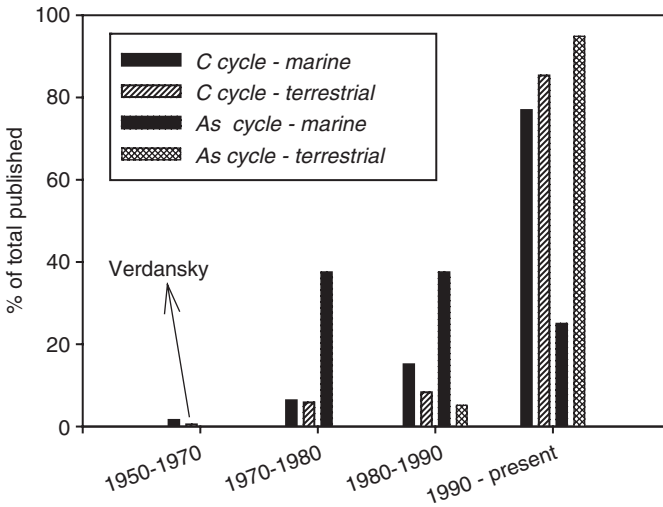 100
80
60
40
20
0
% of total published
C cycle - marine
C cycle - terrestrial
As cycle - marine
As cycle - terrestrial
Verdansky
1950-1970
1970-1980
1980-1990
1990 - present